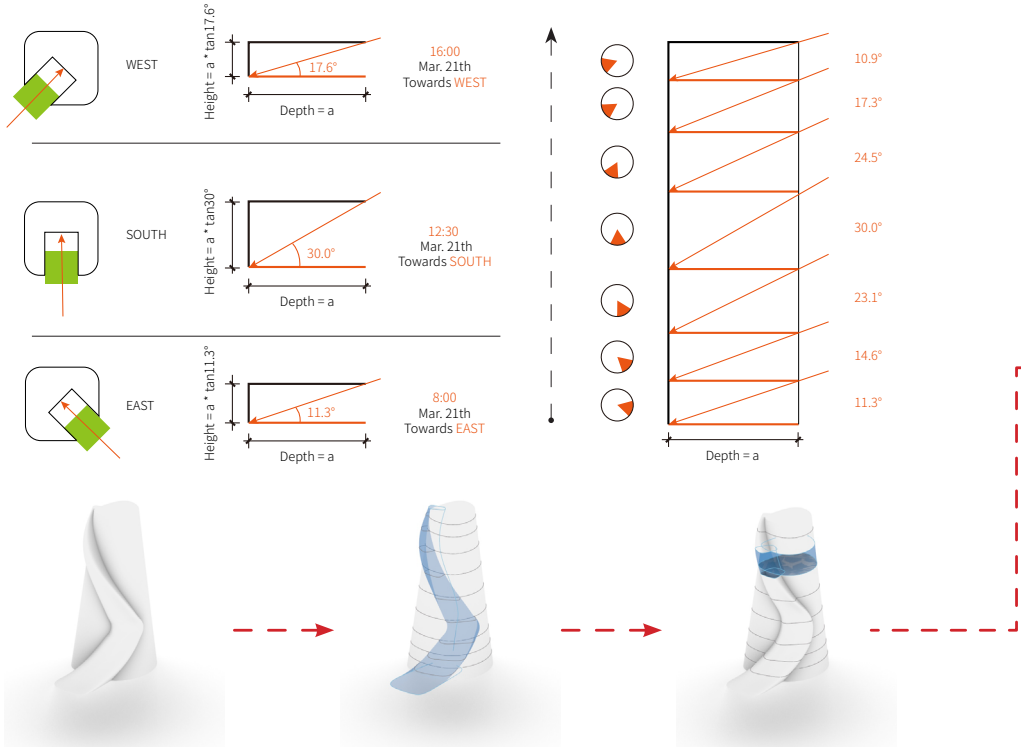 WEST
Height = a * tan17.6°
17.6°
Depth = a
16:00
Mar. 21th
Towards WEST
SOUTH
Height = a * tan30°
30.0°
Depth = a
12:30
Mar. 21th
Towards SOUTH
EAST
Height = a * tan11.3°
11.3°
Depth = a
8:00
Mar. 21th
Towards EAST
10.9°
17.3°
24.5°
30.0°
23.1°
14.6°
11.3°
Depth = a